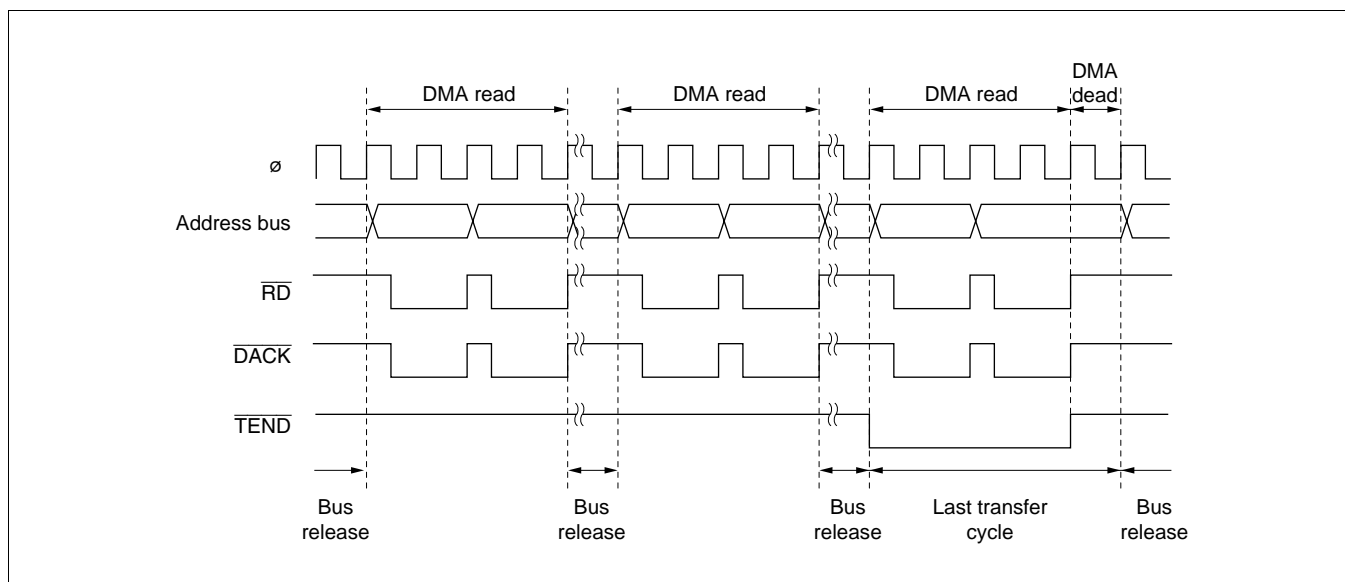 DMA
dead
DMA read DMA read DMA read
ø
Address bus
RD
DACK
TEND
Bus release
Bus release
Bus release
Last transfer cycle
Bus release